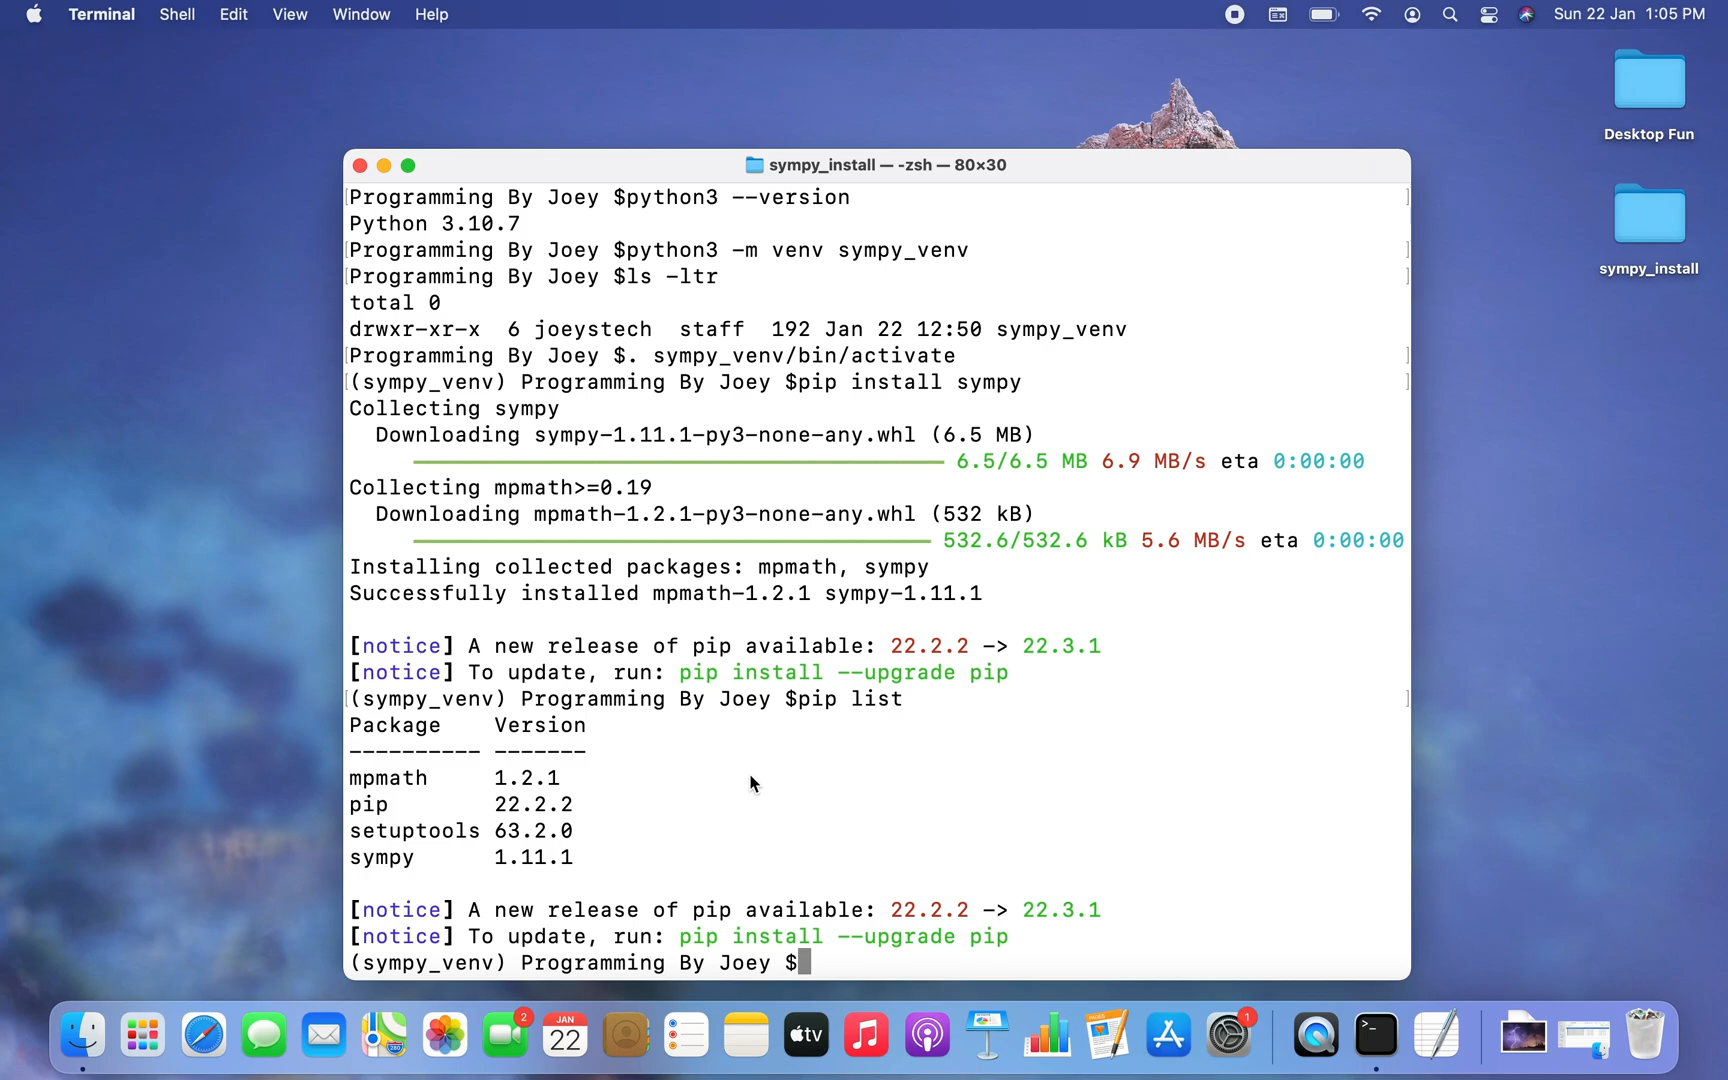 Terminal Shell Edit View Window Help Sun 22 Jan 1:05 PM
Desktop Fun
sympy_install
sympy_install — -zsh — 80×30
[Programming By Joey $python3 --version ]
Python 3.10.7
[Programming By Joey $python3 -m venv sympy_venv ]
[Programming By Joey $ls -ltr ]
total 0
drwxr-xr-x  6 joeystech  staff  192 Jan 22 12:50 sympy_venv
[Programming By Joey $. sympy_venv/bin/activate ]
[(sympy_venv) Programming By Joey $pip install sympy ]
Collecting sympy
  Downloading sympy-1.11.1-py3-none-any.whl (6.5 MB)
6.5/6.5 MB 6.9 MB/s eta 0:00:00
Collecting mpmath>=0.19
  Downloading mpmath-1.2.1-py3-none-any.whl (532 kB)
532.6/532.6 kB 5.6 MB/s eta 0:00:00
Installing collected packages: mpmath, sympy
Successfully installed mpmath-1.2.1 sympy-1.11.1
[notice] A new release of pip available: 22.2.2 -> 22.3.1
[notice] To update, run: pip install --upgrade pip
[(sympy_venv) Programming By Joey $pip list ]
Package    Version
---------- -------
mpmath     1.2.1
pip        22.2.2
setuptools 63.2.0
sympy      1.11.1
[notice] A new release of pip available: 22.2.2 -> 22.3.1
[notice] To update, run: pip install --upgrade pip
(sympy_venv) Programming By Joey $
2
JAN
22
tv
1
>_
280
PAGES